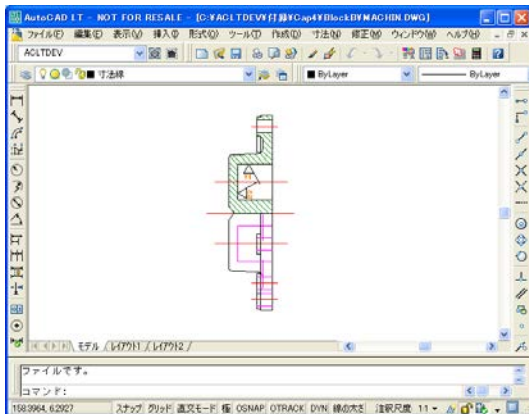 AutoCAD LT - NOT FOR RESALE - [C:¥ACLTDEV¥付録¥Cap4¥BlockB¥MACHIN.DWG]
ファイル(F) 編集(E) 表示(V) 挿入(I) 形式(O) ツール(T) 作成(D) 寸法(N) 修正(M) ウィンドウ(W) ヘルプ(H)
ACLTDEV
寸法線 ByLayer ByLayer
モデル レイアウト1 レイアウト2
ファイルです。
コマンド:
158.3964, 6.2927 スナップ グリッド 直交モード 極 OSNAP OTRACK DYN 線の太さ 注釈尺度 1:1